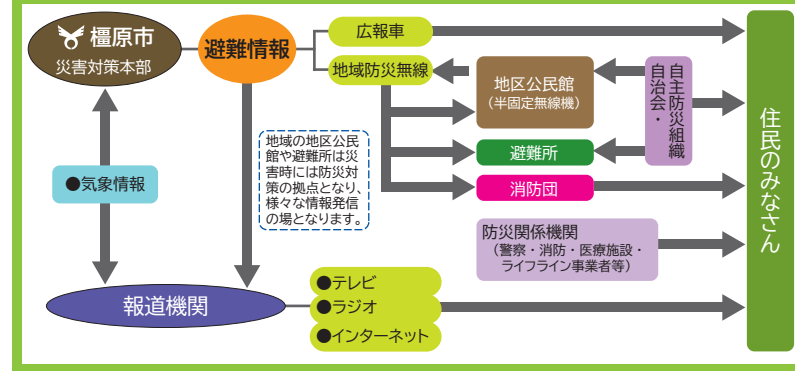 橿原市
災害対策本部
避難情報
広報車
地域防災無線
地区公民館
（半固定無線機）
自治会・
自主防災組織
避難所
消防団
住民のみなさん
地域の地区公民
館や避難所は災
害時には防災対
策の拠点となり、
様々な情報発信
の場となります。
●気象情報
防災関係機関
（警察・消防・医療施設・
ライフライン事業者等）
報道機関
●テレビ
●ラジオ
●インターネット